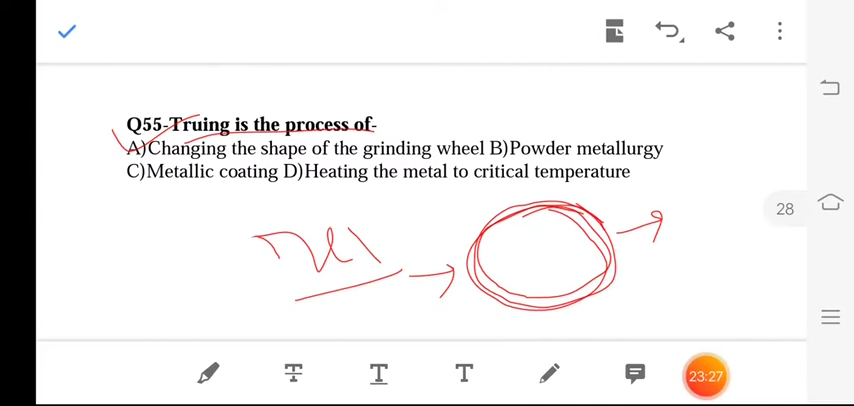 Q55-Truing is the process of-
A)Changing the shape of the grinding wheel B)Powder metallurgy
C)Metallic coating D)Heating the metal to critical temperature
28
T T T
23:27